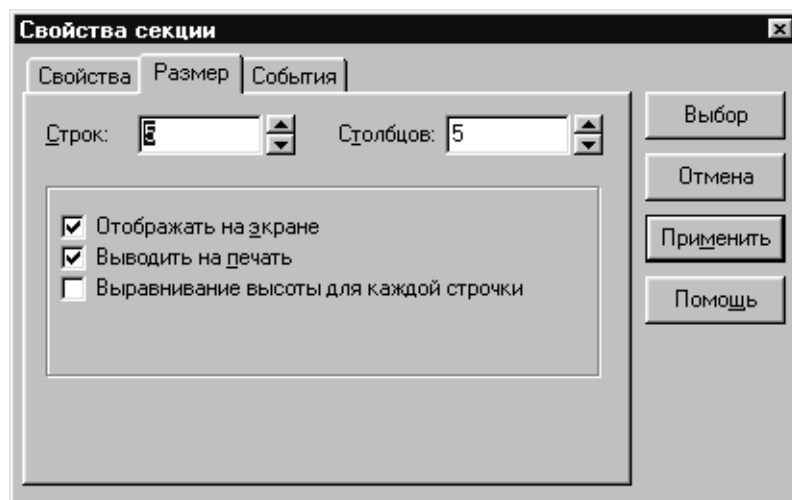 Свойства секции
Свойства Размер События
Строк: 5 Столбцов: 5
Отображать на экране
Выводить на печать
Выравнивание высоты для каждой строчки
Выбор
Отмена
Применить
Помощь